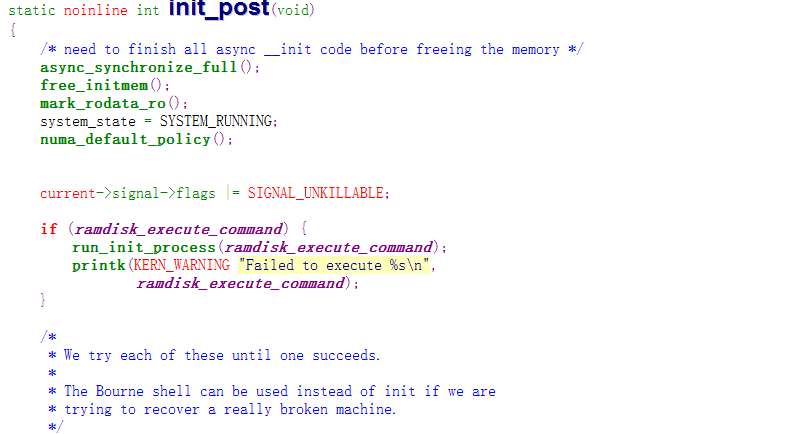 static noinline int init_post(void)
{
    /* need to finish all async __init code before freeing the memory */
    async_synchronize_full();
    free_initmem();
    mark_rodata_ro();
    system_state = SYSTEM_RUNNING;
    numa_default_policy();
    current->signal->flags |= SIGNAL_UNKILLABLE;
    if (ramdisk_execute_command) {
        run_init_process(ramdisk_execute_command);
        printk(KERN_WARNING "Failed to execute %s\n",
                ramdisk_execute_command);
    }
    /*
     * We try each of these until one succeeds.
     *
     * The Bourne shell can be used instead of init if we are
     * trying to recover a really broken machine.
     */